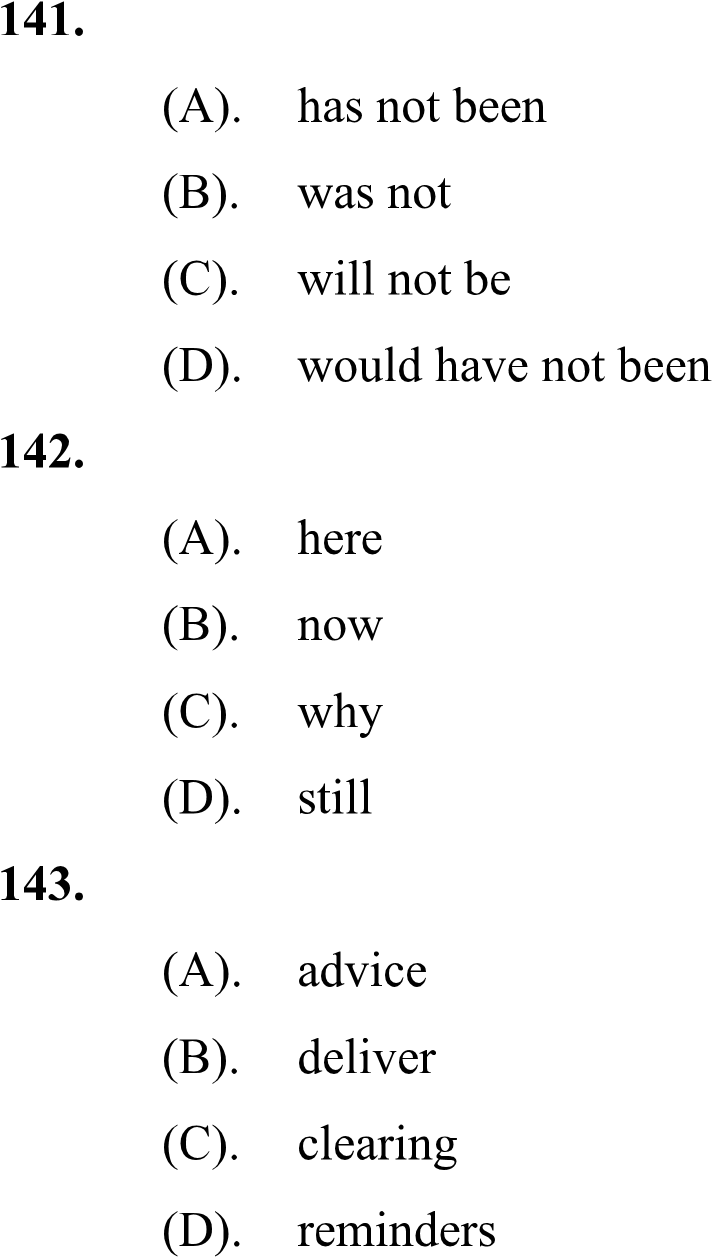 141.
(A). has not been
(B). was not
(C). will not be
(D). would have not been
142.
(A). here
(B). now
(C). why
(D). still
143.
(A). advice
(B). deliver
(C). clearing
(D). reminders